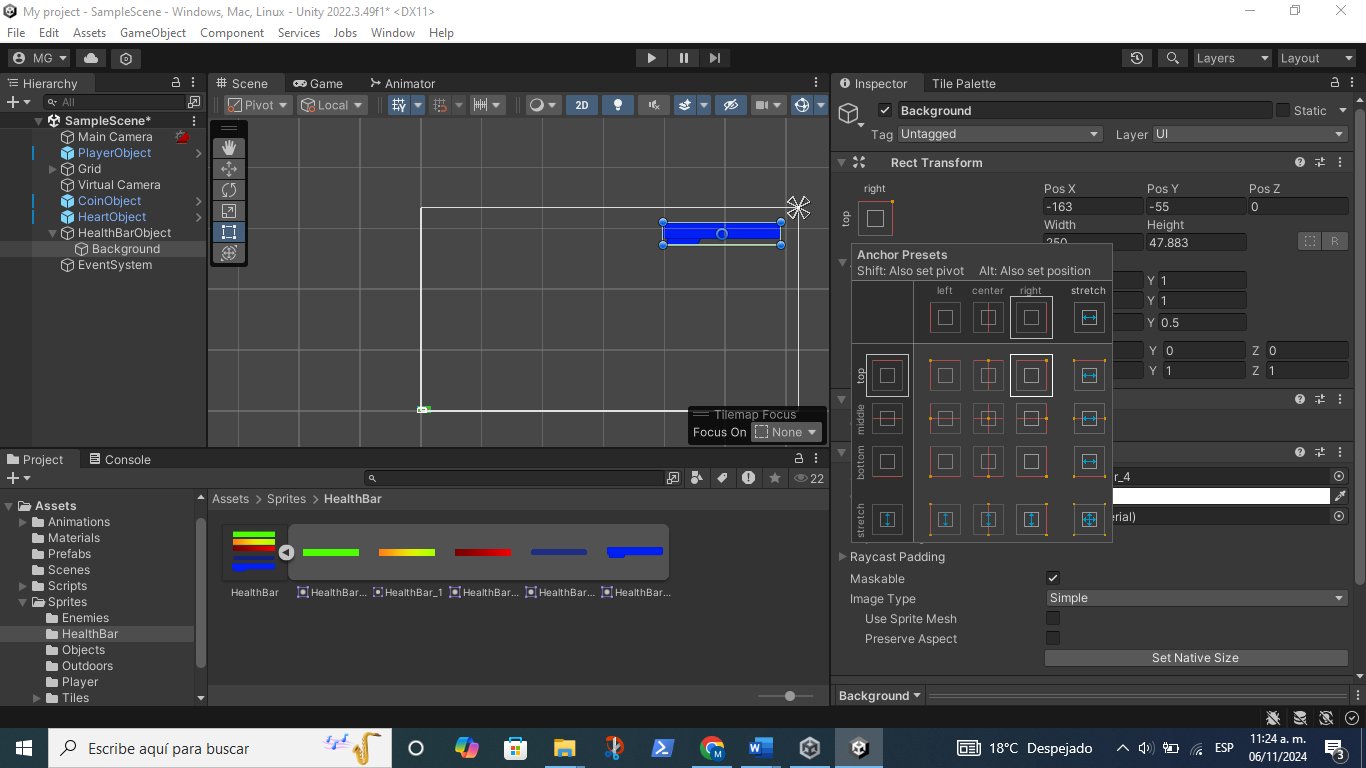 My project - SampleScene - Windows, Mac, Linux - Unity 2022.3.49f1* <DX11>
File Edit Assets GameObject Component Services Jobs Window Help
MG
Layers Layout
Hierarchy
All
SampleScene*
Main Camera
PlayerObject
Grid
Virtual Camera
CoinObject
HeartObject
HealthBarObject
Background
EventSystem
Scene Game Animator
Pivot Local 2D
Tilemap Focus
Focus On None
Inspector Tile Palette
Background Static
Tag Untagged Layer UI
Rect Transform
right
top
Pos X Pos Y Pos Z
-163 -55 0
Width Height
250 47.883
R
Anchor Presets
Shift: Also set pivot Alt: Also set position
left center right stretch
top
middle
bottom
stretch
Y 1
Y 1
Y 0.5
Y 0 Z 0
Y 1 Z 1
r_4
erial)
Raycast Padding
Maskable
Image Type Simple
Use Sprite Mesh
Preserve Aspect
Set Native Size
Background
Project Console
22
Assets
Animations
Materials
Prefabs
Scenes
Scripts
Sprites
Enemies
HealthBar
Objects
Outdoors
Player
Tiles
Assets Sprites HealthBar
HealthBar HealthBar... HealthBar_1 HealthBar... HealthBar... HealthBar...
Escribe aquí para buscar
18°C Despejado
ESP
11:24 a. m.
06/11/2024
3